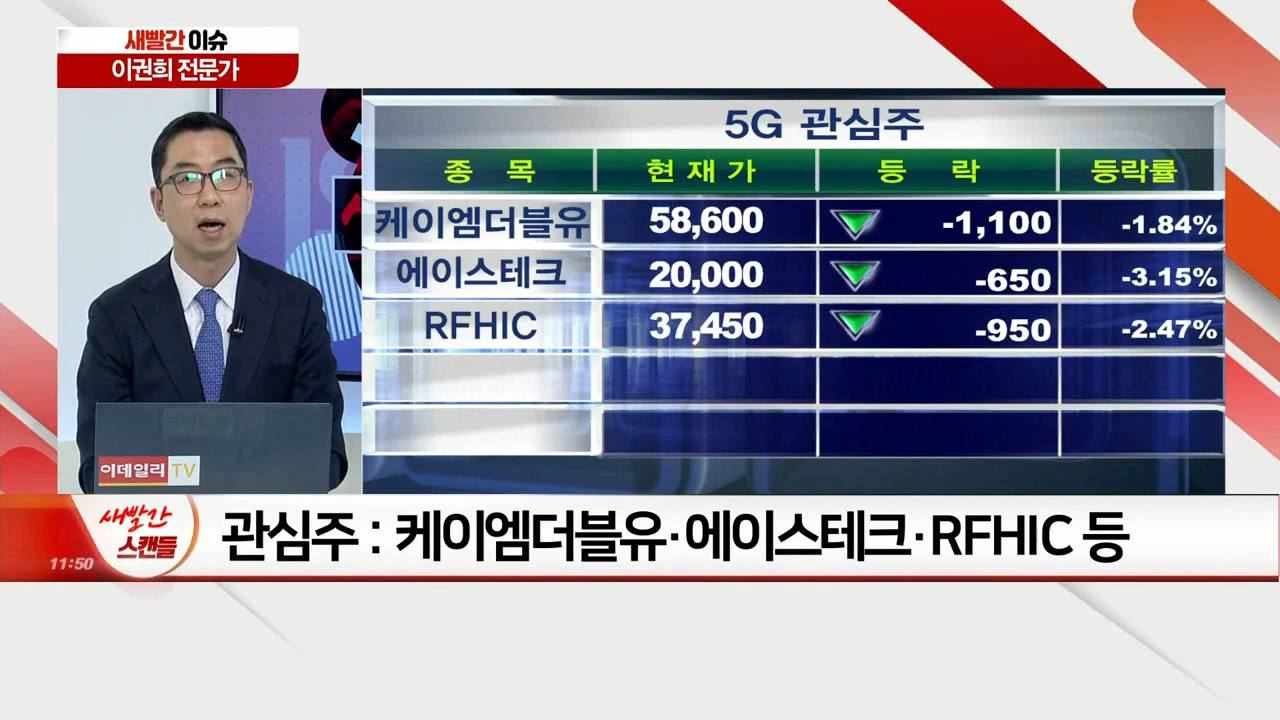 새빨간 이슈
이권희 전문가
5G 관심주
종 목 현재가 등 락 등락률
케이엠더블유 58,600 -1,100 -1.84%
에이스테크 20,000 -650 -3.15%
RFHIC 37,450 -950 -2.47%
이데일리 TV
새빨간
스캔들
관심주 : 케이엠더블유·에이스테크·RFHIC 등
11:50